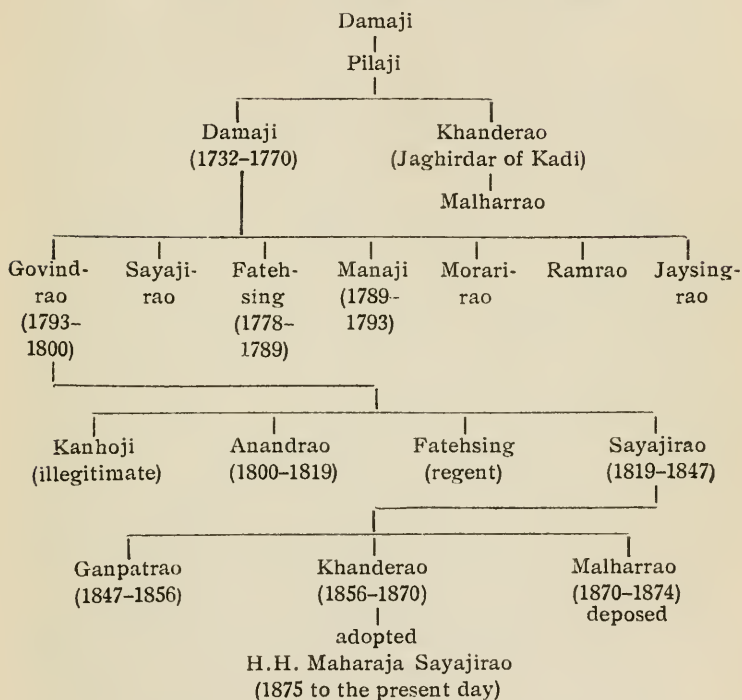 Damaji
Pilaji
Damaji Khanderao
(1732–1770) (Jaghirdar of Kadi)
Malharrao
Govind- Sayaji- Fateh- Manaji Morari- Ramrao Jaysing-
rao rao sing (1789– rao rao
(1793– (1778– 1793)
1800) 1789)
Kanhoji Anandrao Fatehsing Sayajirao
(illegitimate) (1800–1819) (regent) (1819–1847)
Ganpatrao Khanderao Malharrao
(1847–1856) (1856–1870) (1870–1874)
deposed
adopted
H.H. Maharaja Sayajirao
(1875 to the present day)